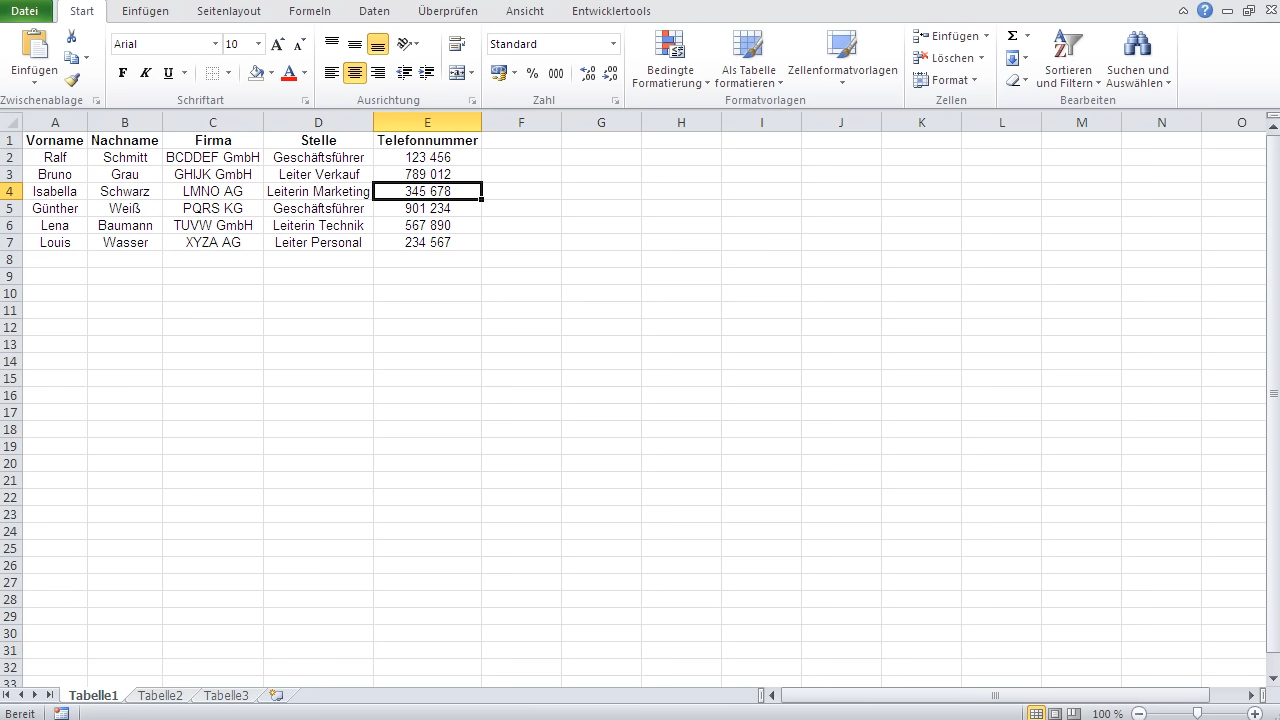 Datei Start Einfügen Seitenlayout Formeln Daten Überprüfen Ansicht Entwicklertools
Einfügen
Arial 10
F K U
Standard
% 000
Bedingte Formatierung
Als Tabelle formatieren
Zellenformatvorlagen
Einfügen
Löschen
Format
Σ
Sortieren und Filtern
Suchen und Auswählen
Zwischenablage Schriftart Ausrichtung Zahl Formatvorlagen Zellen Bearbeiten
A B C D E F G H I J K L M N O
1 Vorname Nachname Firma Stelle Telefonnummer
2 Ralf Schmitt BCDDEF GmbH Geschäftsführer 123 456
3 Bruno Grau GHIJK GmbH Leiter Verkauf 789 012
4 Isabella Schwarz LMNO AG Leiterin Marketing 345 678
5 Günther Weiß PQRS KG Geschäftsführer 901 234
6 Lena Baumann TUVW GmbH Leiterin Technik 567 890
7 Louis Wasser XYZA AG Leiter Personal 234 567
8
9
10
11
12
13
14
15
16
17
18
19
20
21
22
23
24
25
26
27
28
29
30
31
32
33
Tabelle1 Tabelle2 Tabelle3
Bereit 100 %